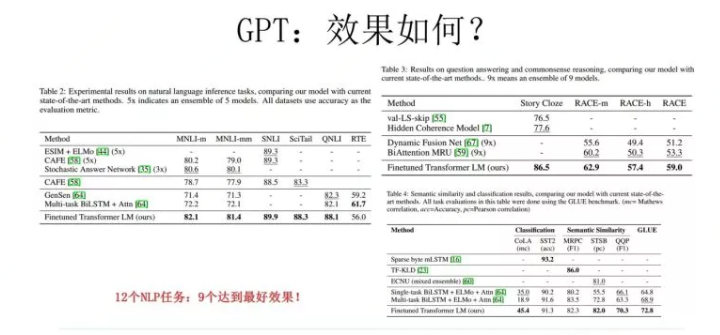 GPT：效果如何？
Table 2: Experimental results on natural language inference tasks, comparing our model with current
state-of-the-art methods. 5x indicates an ensemble of 5 models. All datasets use accuracy as the
evaluation metric.
Method MNLI-m MNLI-mm SNLI SciTail QNLI RTE
ESIM + ELMo [44] (5x) - - 89.3 - - -
CAFE [58] (5x) 80.2 79.0 89.3 - - -
Stochastic Answer Network [35] (3x) 80.6 80.1 - - - -
CAFE [58] 78.7 77.9 88.5 83.3
GenSen [64] 71.4 71.3 - - 82.3 59.2
Multi-task BiLSTM + Attn [64] 72.2 72.1 - - 82.1 61.7
Finetuned Transformer LM (ours) 82.1 81.4 89.9 88.3 88.1 56.0
12个NLP任务：9个达到最好效果！
Table 3: Results on question answering and commonsense reasoning, comparing our model with
current state-of-the-art methods.. 9x means an ensemble of 9 models.
Method Story Cloze RACE-m RACE-h RACE
val-LS-skip [55] 76.5 - - -
Hidden Coherence Model [7] 77.6 - - -
Dynamic Fusion Net [67] (9x) - 55.6 49.4 51.2
BiAttention MRU [59] (9x) - 60.2 50.3 53.3
Finetuned Transformer LM (ours) 86.5 62.9 57.4 59.0
Table 4: Semantic similarity and classification results, comparing our model with current state-of-the-
art methods. All task evaluations in this table were done using the GLUE benchmark. (mc= Mathews
correlation, acc=Accuracy, pc=Pearson correlation)
Method Classification Semantic Similarity GLUE
CoLA SST2 MRPC STSB QQP
(mc) (acc) (F1) (pc) (F1)
Sparse byte mLSTM [16] - 93.2 - - - -
TF-KLD [23] - - 86.0 - - -
ECNU (mixed ensemble) [60] - - - 81.0 - -
Single-task BiLSTM + ELMo + Attn [64] 35.0 90.2 80.2 55.5 66.1 64.8
Multi-task BiLSTM + ELMo + Attn [64] 18.9 91.6 83.5 72.8 63.3 68.9
Finetuned Transformer LM (ours) 45.4 91.3 82.3 82.0 70.3 72.8